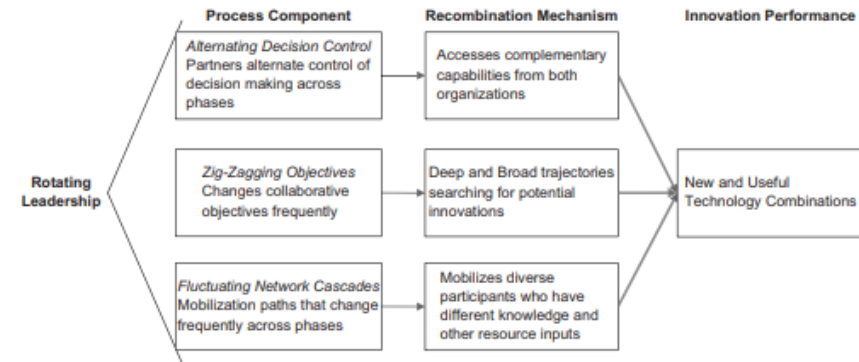 Process Component
Recombination Mechanism
Innovation Performance
Rotating
Leadership
Alternating Decision Control
Partners alternate control of
decision making across
phases
Accesses complementary
capabilities from both
organizations
Zig-Zagging Objectives
Changes collaborative
objectives frequently
Deep and Broad trajectories
searching for potential
innovations
Fluctuating Network Cascades
Mobilization paths that change
frequently across phases
Mobilizes diverse
participants who have
different knowledge and
other resource inputs
New and Useful
Technology Combinations